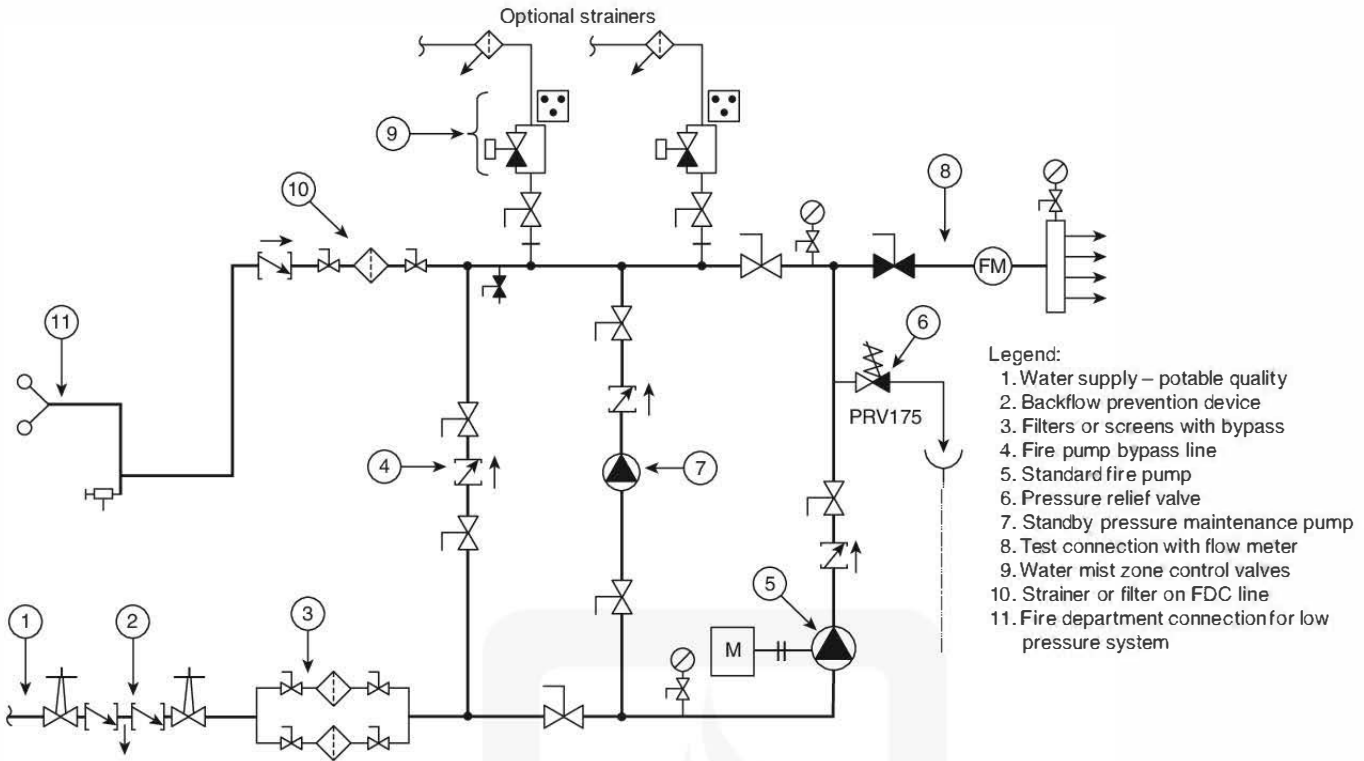 Optional strainers
9
10
8
FM
11
6
PRV175
4
7
5
M
1
2
3
Legend:
1. Water supply – potable quality
2. Backflow prevention device
3. Filters or screens with bypass
4. Fire pump bypass line
5. Standard fire pump
6. Pressure relief valve
7. Standby pressure maintenance pump
8. Test connection with flow meter
9. Water mist zone control valves
10. Strainer or filter on FDC line
11. Fire department connection for low
pressure system